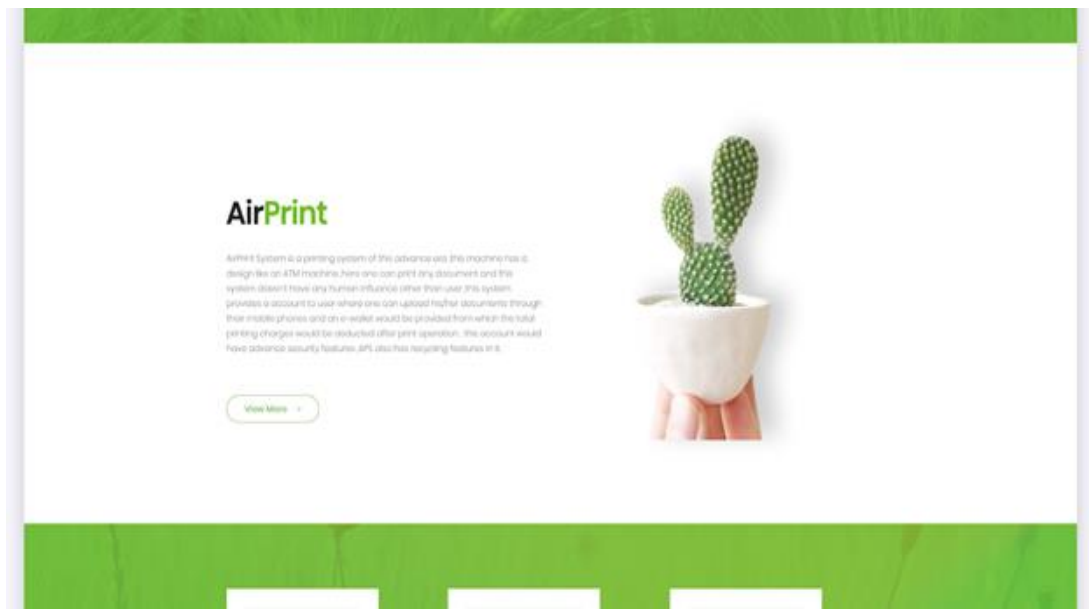 AirPrint
AirPrint System is a printing system of this advance era. this machine has a
design like an ATM machine, here one can print any document and this
system doesn't have any human influence other than user. this system
provides a account to user where one can upload his/her documents through
their mobile phones and an e-wallet would be provided from which the total
printing charges would be deducted after print operation. this account would
have advance security features. APS also has recycling features in it.
View More >